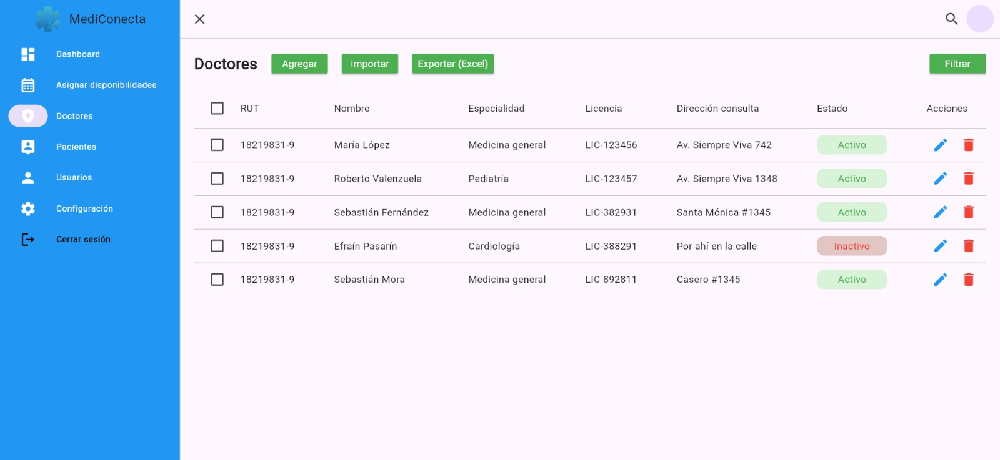 MediConecta
Dashboard
Asignar disponibilidades
Doctores
Pacientes
Usuarios
Configuración
Cerrar sesión
Doctores Agregar Importar Exportar (Excel) Filtrar
RUT Nombre Especialidad Licencia Dirección consulta Estado Acciones
18219831-9 María López Medicina general LIC-123456 Av. Siempre Viva 742 Activo
18219831-9 Roberto Valenzuela Pediatría LIC-123457 Av. Siempre Viva 1348 Activo
18219831-9 Sebastián Fernández Medicina general LIC-382931 Santa Mónica #1345 Activo
18219831-9 Efraín Pasarín Cardiología LIC-388291 Por ahí en la calle Inactivo
18219831-9 Sebastián Mora Medicina general LIC-892811 Casero #1345 Activo